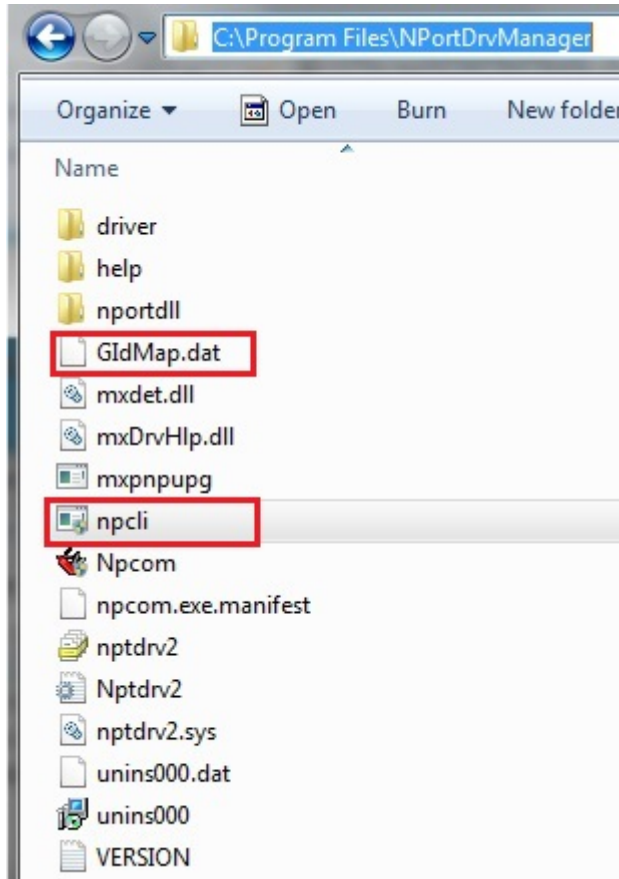 C:\Program Files\NPortDrvManager
Organize Open Burn New folder
Name
driver
help
nportdll
GIdMap.dat
mxdet.dll
mxDrvHlp.dll
mxpnpupg
npcli
Npcom
npcom.exe.manifest
nptdrv2
Nptdrv2
nptdrv2.sys
unins000.dat
unins000
VERSION